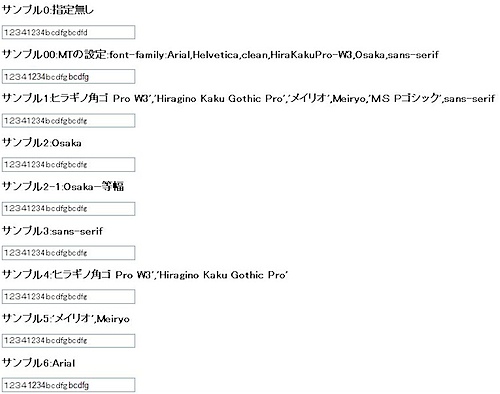 サンプル0:指定無し
12341234bcdfgbcdfd
サンプル00:MTの設定:font-family:Arial,Helvetica,clean,HiraKakuPro-W3,Osaka,sans-serif
12341234bcdfgbcdfg
サンプル1:ヒラギノ角ゴ Pro W3','Hiragino Kaku Gothic Pro','メイリオ',Meiryo,'MS Pゴシック',sans-serif
12341234bcdfgbcdfg
サンプル2:Osaka
12341234bcdfgbcdfg
サンプル2-1:Osaka-等幅
12341234bcdfgbcdfg
サンプル3:sans-serif
12341234bcdfgbcdfg
サンプル4:'ヒラギノ角ゴ Pro W3','Hiragino Kaku Gothic Pro'
12341234bcdfgbcdfg
サンプル5:'メイリオ',Meiryo
12341234bcdfgbcdfg
サンプル6:Arial
12341234bcdfgbcdfg